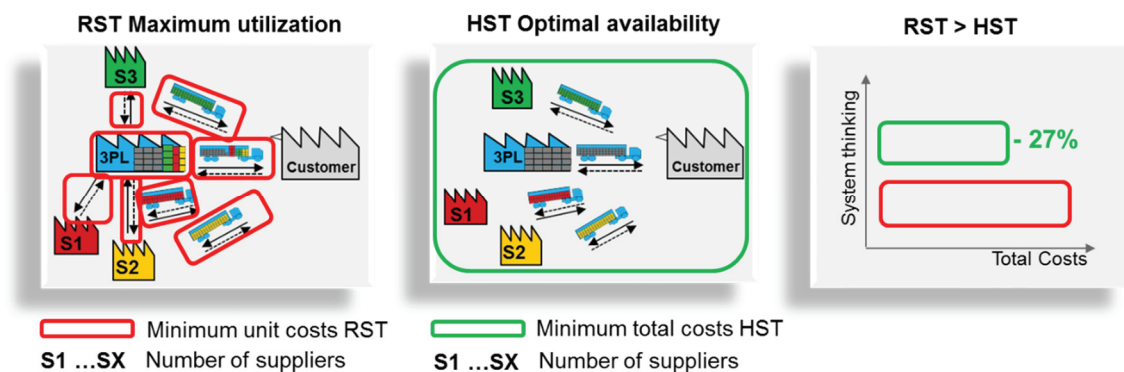 RST Maximum utilization
S3
3PL
Customer
S1
S2
Minimum unit costs RST
S1 ...SX Number of suppliers
HST Optimal availability
S3
3PL
Customer
S1
S2
Minimum total costs HST
S1 ...SX Number of suppliers
RST > HST
System thinking
- 27%
Total Costs